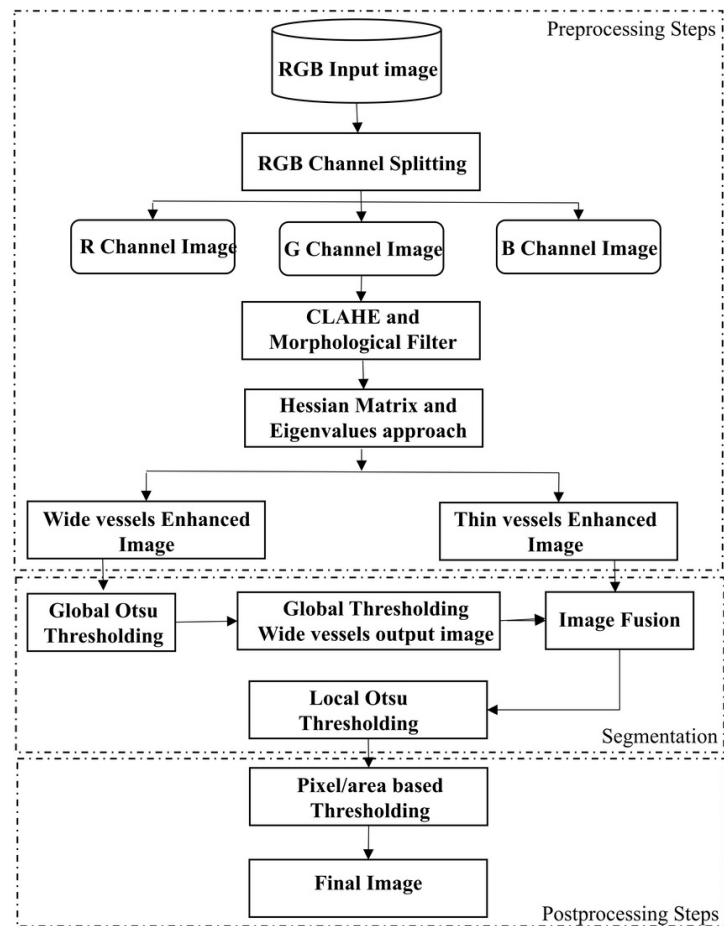 Preprocessing Steps
RGB Input image
RGB Channel Splitting
R Channel Image
G Channel Image
B Channel Image
CLAHE and
Morphological Filter
Hessian Matrix and
Eigenvalues approach
Wide vessels Enhanced
Image
Thin vessels Enhanced
Image
Global Otsu
Thresholding
Global Thresholding
Wide vessels output image
Image Fusion
Local Otsu
Thresholding
Segmentation
Pixel/area based
Thresholding
Final Image
Postprocessing Steps